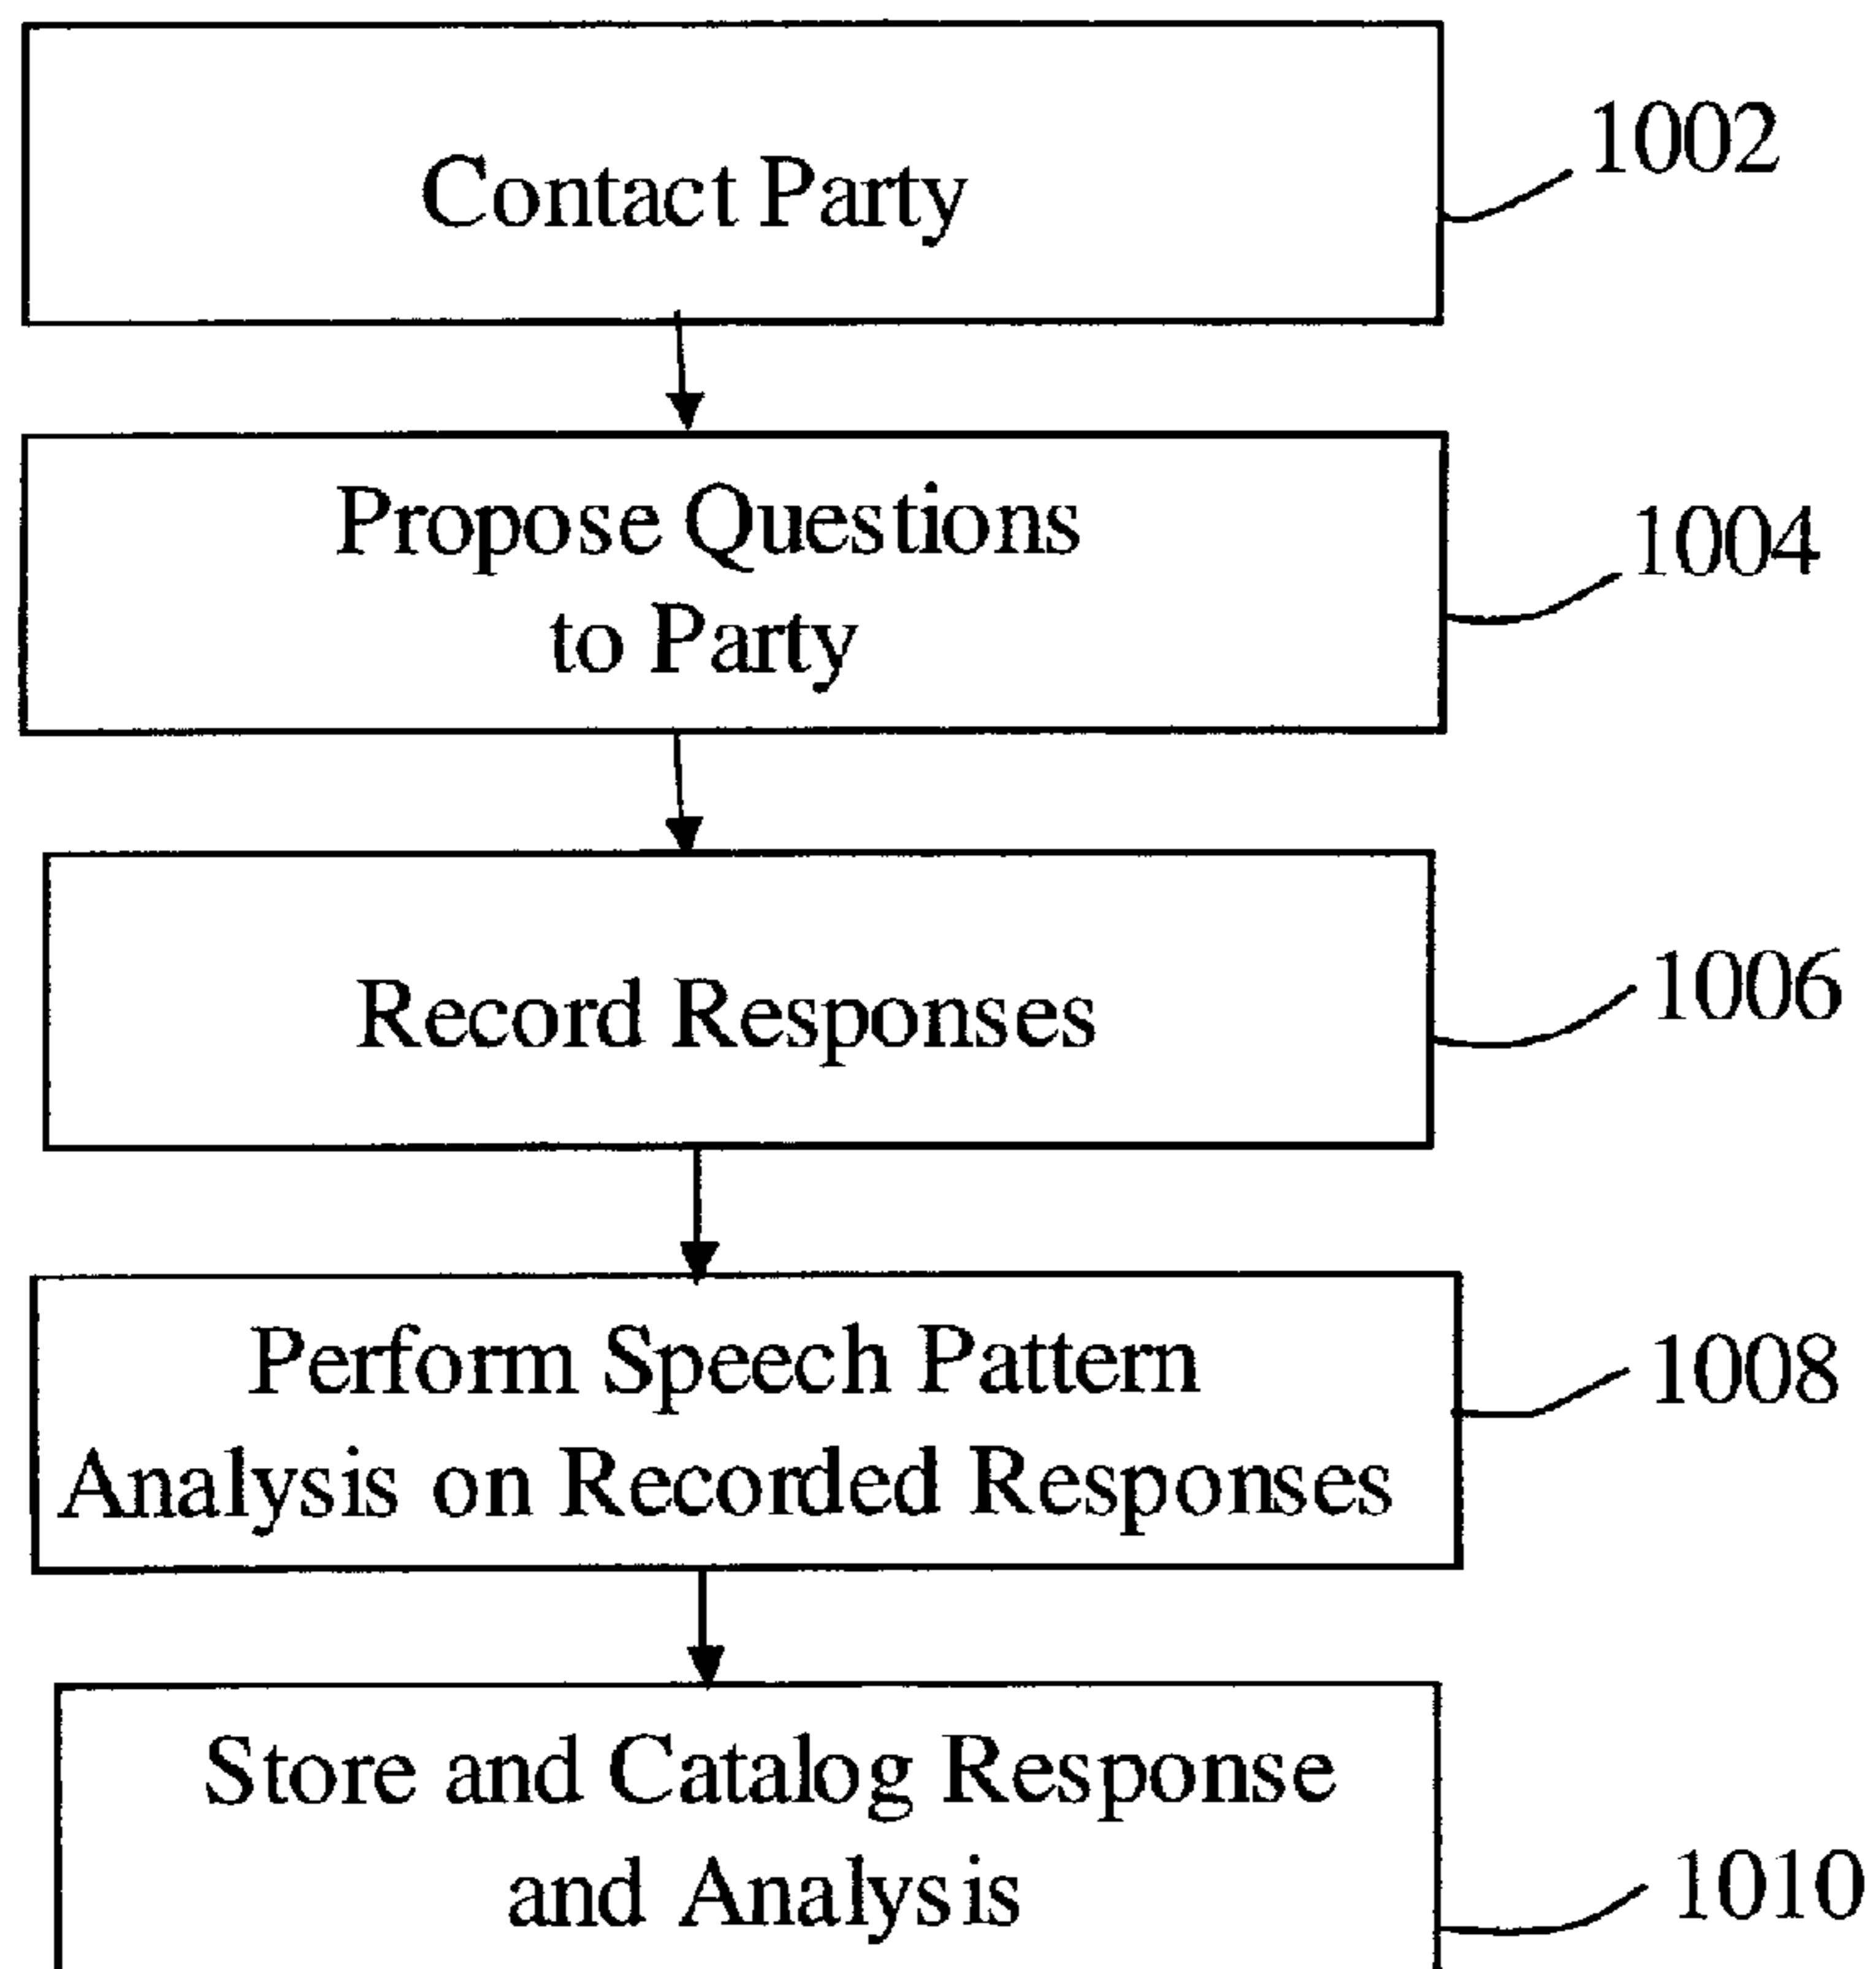 Contact Party
1002
Propose Questions
to Party
1004
Record Responses
1006
Perform Speech Pattern
Analysis on Recorded Responses
1008
Store and Catalog Response
and Analysis
1010